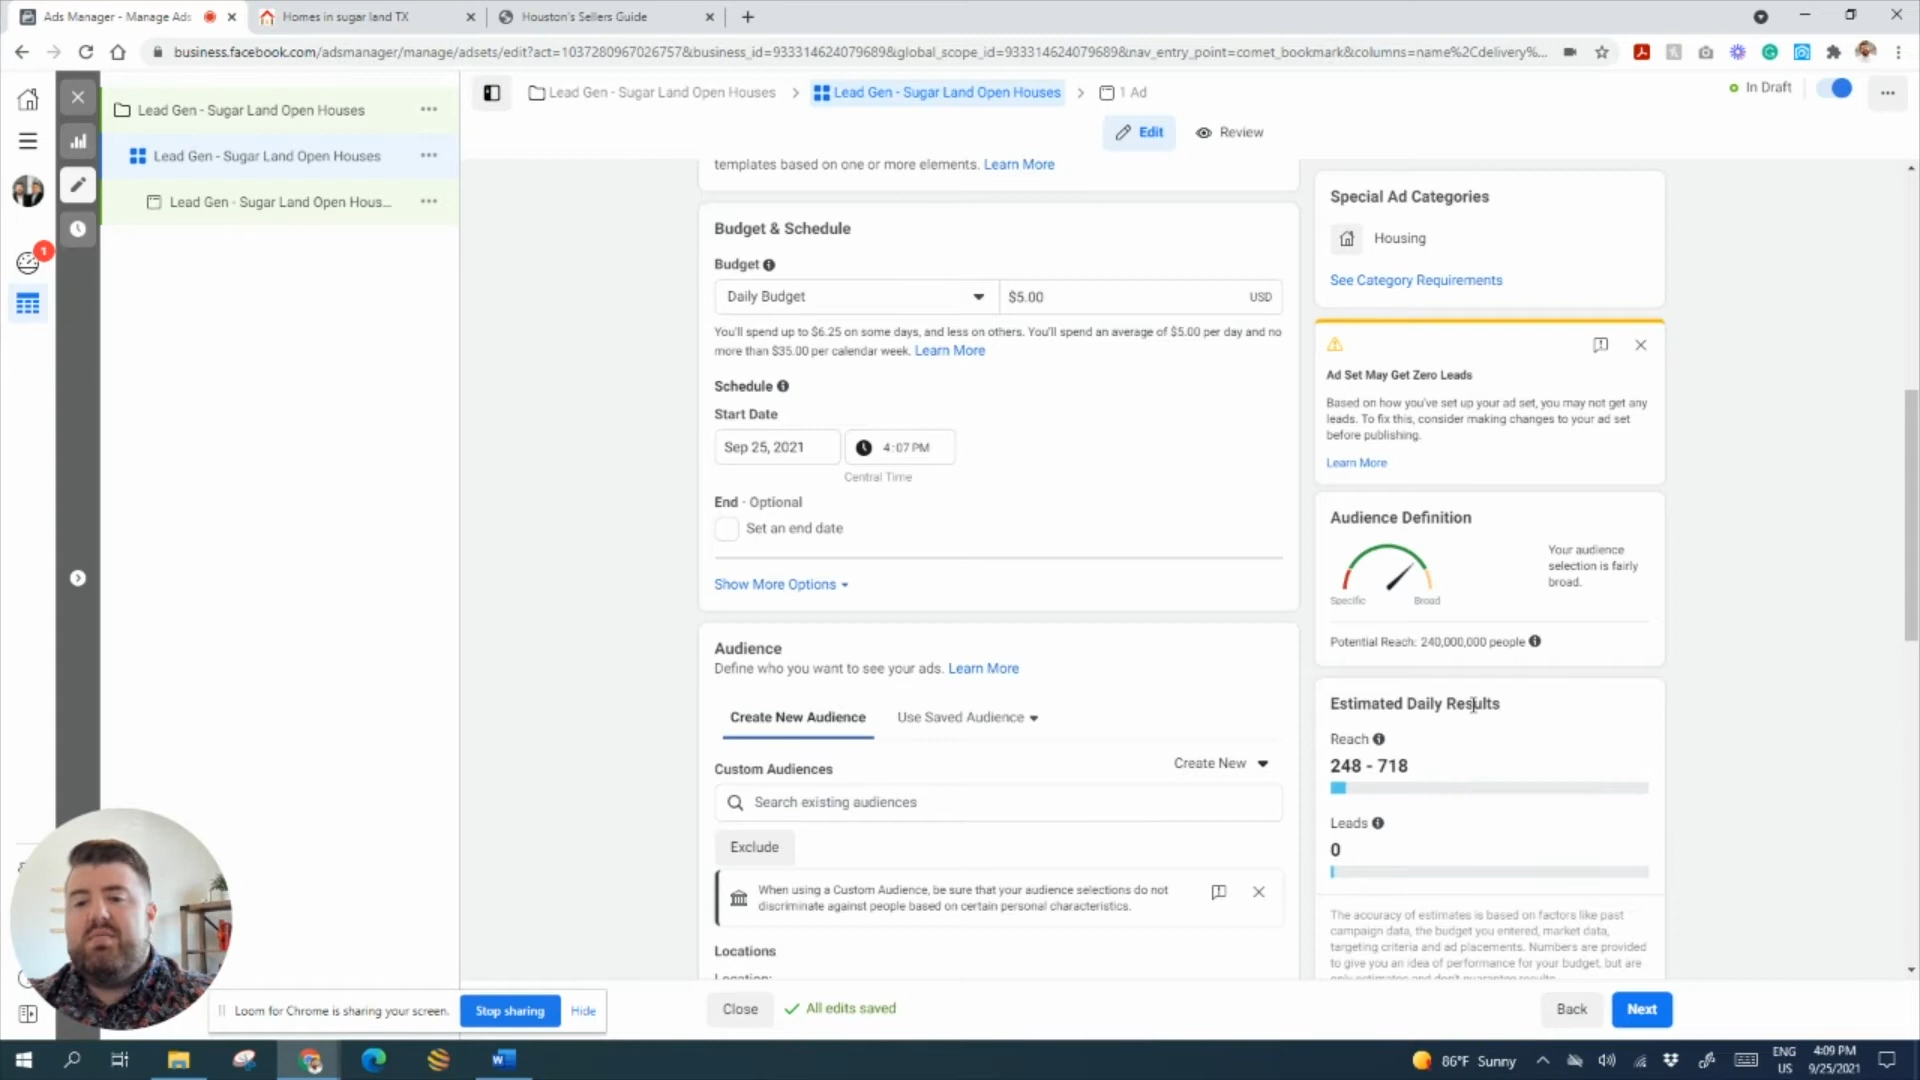 Ads Manager - Manage Ads
Homes in sugar land TX
Houston's Sellers Guide
business.facebook.com/adsmanager/manage/adsets/edit?act=1037280967026757&business_id=933314624079689&global_scope_id=933314624079689&nav_entry_point=comet_bookmark&columns=name%2Cdelivery%...
Lead Gen - Sugar Land Open Houses
Lead Gen - Sugar Land Open Houses
Lead Gen - Sugar Land Open Hous...
1
Lead Gen - Sugar Land Open Houses
Lead Gen - Sugar Land Open Houses
1 Ad
In Draft
Edit
Review
templates based on one or more elements. Learn More
Budget & Schedule
Budget
Daily Budget
$5.00
USD
You'll spend up to $6.25 on some days, and less on others. You'll spend an average of $5.00 per day and no
more than $35.00 per calendar week. Learn More
Schedule
Start Date
Sep 25, 2021
4:07 PM
Central Time
End - Optional
Set an end date
Show More Options
Audience
Define who you want to see your ads. Learn More
Create New Audience
Use Saved Audience
Custom Audiences
Create New
Search existing audiences
Exclude
When using a Custom Audience, be sure that your audience selections do not
discriminate against people based on certain personal characteristics.
Locations
Location:
Special Ad Categories
Housing
See Category Requirements
Ad Set May Get Zero Leads
Based on how you've set up your ad set, you may not get any
leads. To fix this, consider making changes to your ad set
before publishing.
Learn More
Audience Definition
Your audience
selection is fairly
broad.
Specific
Broad
Potential Reach: 240,000,000 people
Estimated Daily Results
Reach
248 - 718
Leads
0
The accuracy of estimates is based on factors like past
campaign data, the budget you entered, market data,
targeting criteria and ad placements. Numbers are provided
to give you an idea of performance for your budget, but are
only estimates and don't guarantee results.
Close
All edits saved
Back
Next
Loom for Chrome is sharing your screen.
Stop sharing
Hide
86°F Sunny
ENG
US
4:09 PM
9/25/2021